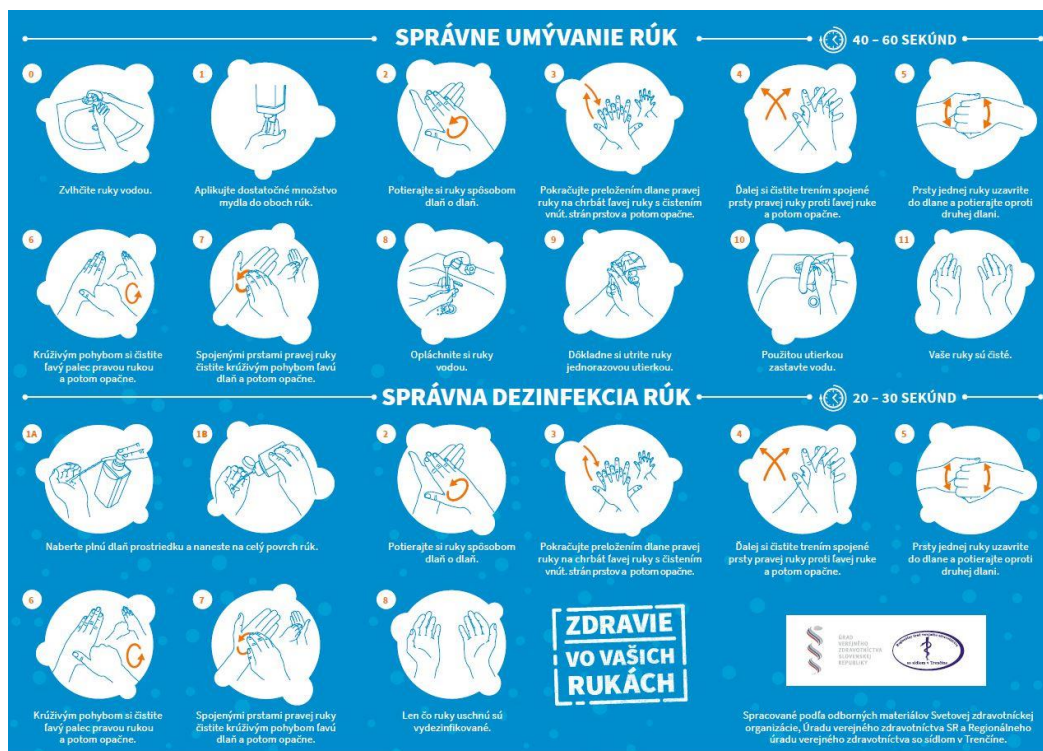 SPRÁVNE UMÝVANIE RÚK
40 – 60 SEKÚND
0
Zvlhčite ruky vodou.
1
Aplikujte dostatočné množstvo
mydla do oboch rúk.
2
Potierajte si ruky spôsobom
dlaň o dlaň.
3
Pokračujte preložením dlane pravej
ruky na chrbát ľavej ruky s čistením
vnút. strán prstov a potom opačne.
4
Ďalej si čistite trením spojené
prsty pravej ruky proti ľavej ruke
a potom opačne.
5
Prsty jednej ruky uzavrite
do dlane a potierajte oproti
druhej dlani.
6
Krúživým pohybom si čistite
ľavý palec pravou rukou
a potom opačne.
7
Spojenými prstami pravej ruky
čistite krúživým pohybom ľavú
dlaň a potom opačne.
8
Opláchnite si ruky
vodou.
9
Dôkladne si utrite ruky
jednorazovou utierkou.
10
Použitou utierkou
zastavte vodu.
11
Vaše ruky sú čisté.
SPRÁVNA DEZINFEKCIA RÚK
20 – 30 SEKÚND
1A
1B
Naberte plnú dlaň prostriedku a naneste na celý povrch rúk.
2
Potierajte si ruky spôsobom
dlaň o dlaň.
3
Pokračujte preložením dlane pravej
ruky na chrbát ľavej ruky s čistením
vnút. strán prstov a potom opačne.
4
Ďalej si čistite trením spojené
prsty pravej ruky proti ľavej ruke
a potom opačne.
5
Prsty jednej ruky uzavrite
do dlane a potierajte oproti
druhej dlani.
6
Krúživým pohybom si čistite
ľavý palec pravou rukou
a potom opačne.
7
Spojenými prstami pravej ruky
čistite krúživým pohybom ľavú
dlaň a potom opačne.
8
Len čo ruky uschnú sú
vydezinfikované.
ZDRAVIE
VO VAŠICH
RUKÁCH
ÚRAD
VEREJNÉHO
ZDRAVOTNÍCTVA
SLOVENSKEJ
REPUBLIKY
so sídlom v Trenčíne
Spracované podľa odborných materiálov Svetovej zdravotníckej
organizácie, Úradu verejného zdravotníctva SR a Regionálneho
úradu verejného zdravotníctva so sídlom v Trenčíne.